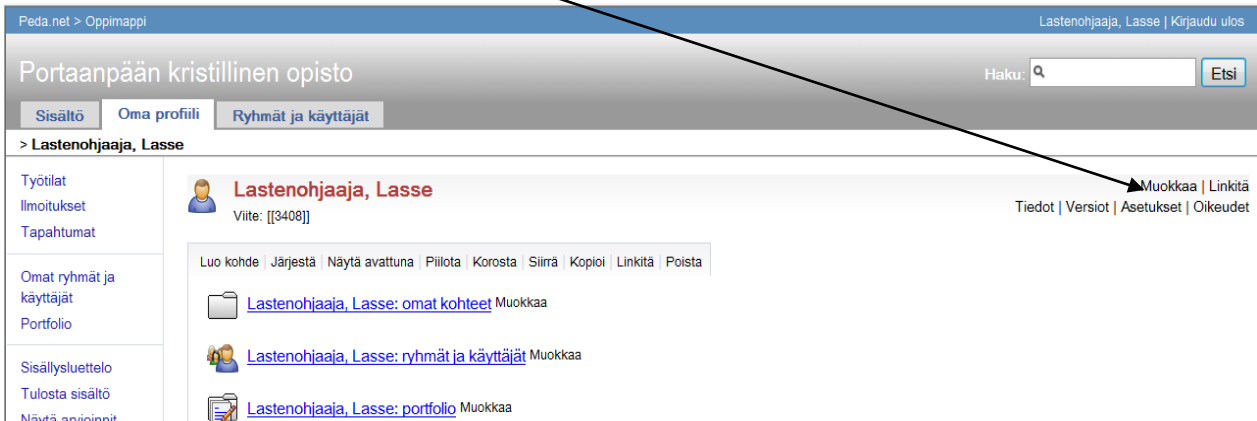 Peda.net > Oppimappi
Lastenohjaaja, Lasse | Kirjaudu ulos
Portaanpään kristillinen opisto
Haku:
Etsi
Sisältö
Oma profiili
Ryhmät ja käyttäjät
> Lastenohjaaja, Lasse
Työtilat
Ilmoitukset
Tapahtumat
Omat ryhmät ja
käyttäjät
Portfolio
Sisällysluettelo
Tulosta sisältö
Näytä arvioinnit
Lastenohjaaja, Lasse
Viite: [[3408]]
Muokkaa | Linkitä
Tiedot | Versiot | Asetukset | Oikeudet
Luo kohde | Järjestä | Näytä avattuna | Piilota | Korosta | Siirrä | Kopioi | Linkitä | Poista
Lastenohjaaja, Lasse: omat kohteet Muokkaa
Lastenohjaaja, Lasse: ryhmät ja käyttäjät Muokkaa
Lastenohjaaja, Lasse: portfolio Muokkaa